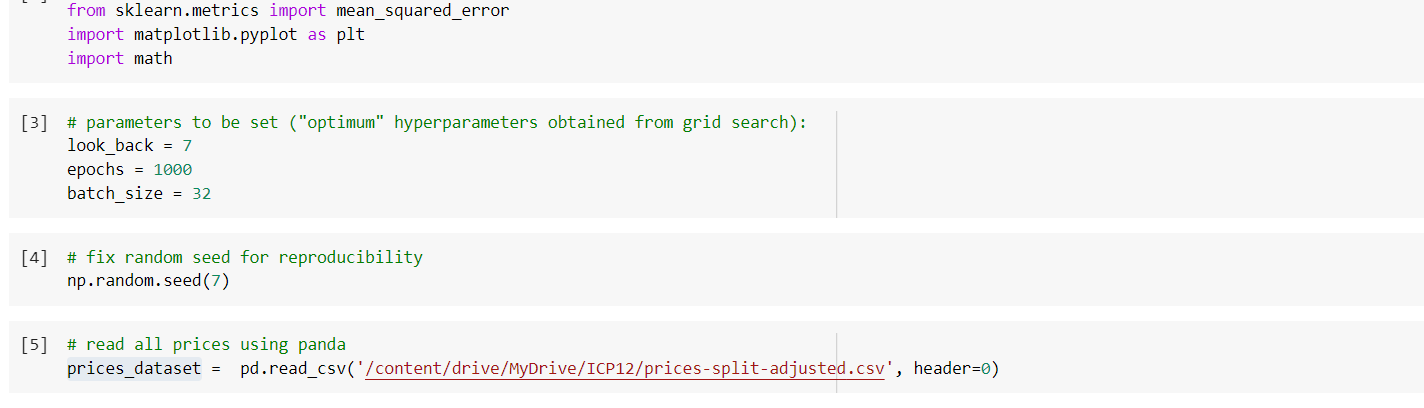 from sklearn.metrics import mean_squared_error
import matplotlib.pyplot as plt
import math
[3] # parameters to be set ("optimum" hyperparameters obtained from grid search):
look_back = 7
epochs = 1000
batch_size = 32
[4] # fix random seed for reproducibility
np.random.seed(7)
[5] # read all prices using panda
prices_dataset =  pd.read_csv('/content/drive/MyDrive/ICP12/prices-split-adjusted.csv', header=0)